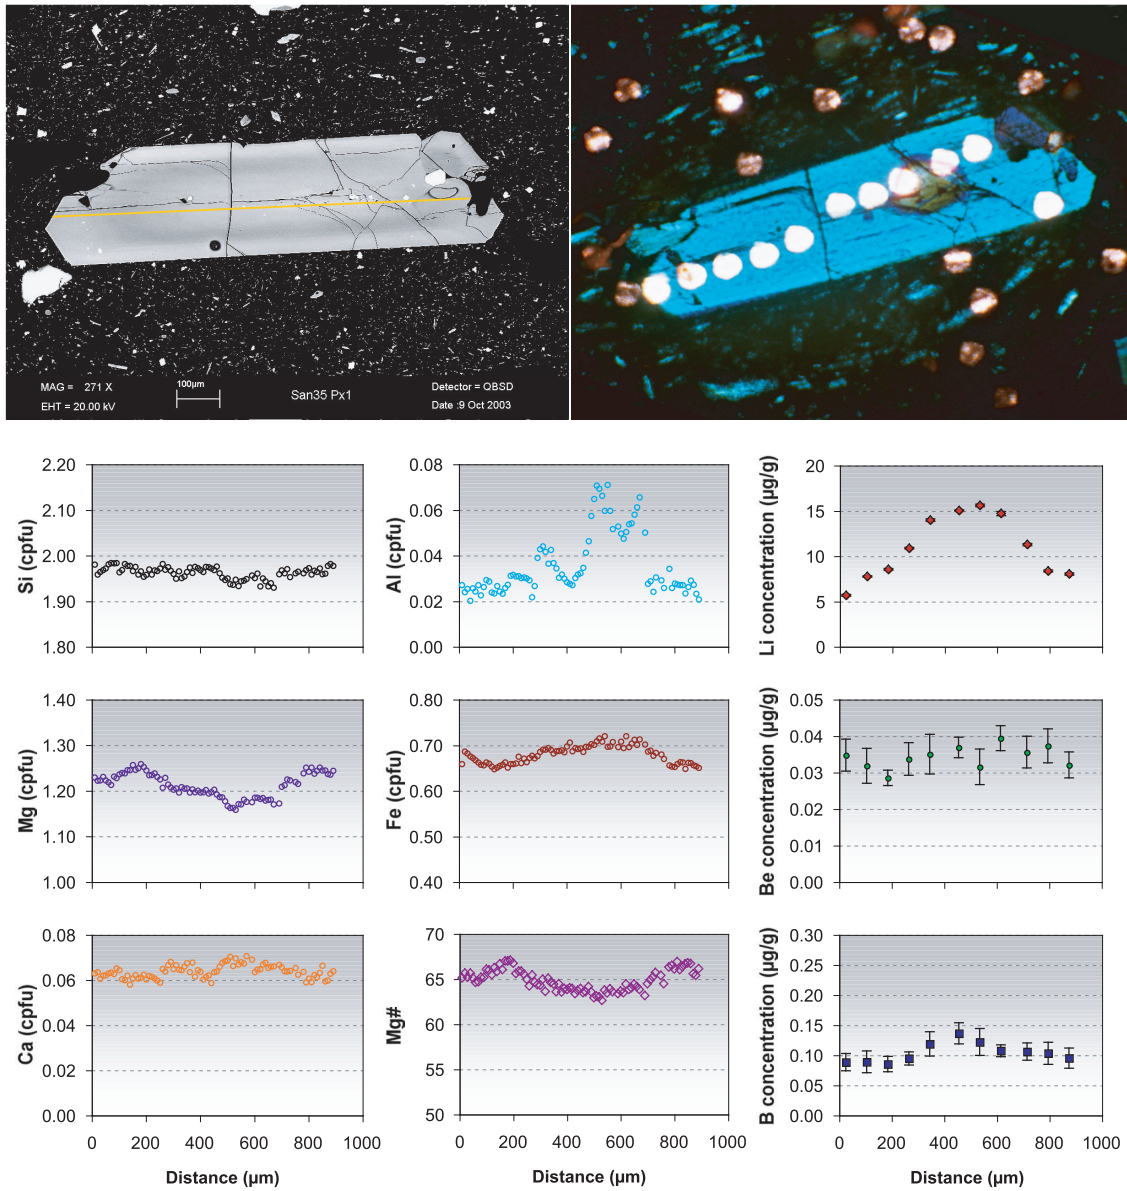 MAG = 271 X
100µm
Detector = QBSD
EHT = 20.00 kV
San35 Px1
Date :9 Oct 2003
2.20
2.10
2.00
1.90
1.80
Si (cpfu)
0.08
0.06
0.04
0.02
0.00
Al (cpfu)
20
15
10
5
0
Li concentration (µg/g)
1.40
1.30
1.20
1.10
1.00
Mg (cpfu)
0.80
0.70
0.60
0.50
0.40
Fe (cpfu)
0.05
0.04
0.03
0.02
0.01
0.00
Be concentration (µg/g)
0.08
0.06
0.04
0.02
0.00
Ca (cpfu)
0 200 400 600 800 1000
Distance (µm)
70
65
60
55
50
Mg#
0 200 400 600 800 1000
Distance (µm)
0.30
0.25
0.20
0.15
0.10
0.05
0.00
B concentration (µg/g)
0 200 400 600 800 1000
Distance (µm)